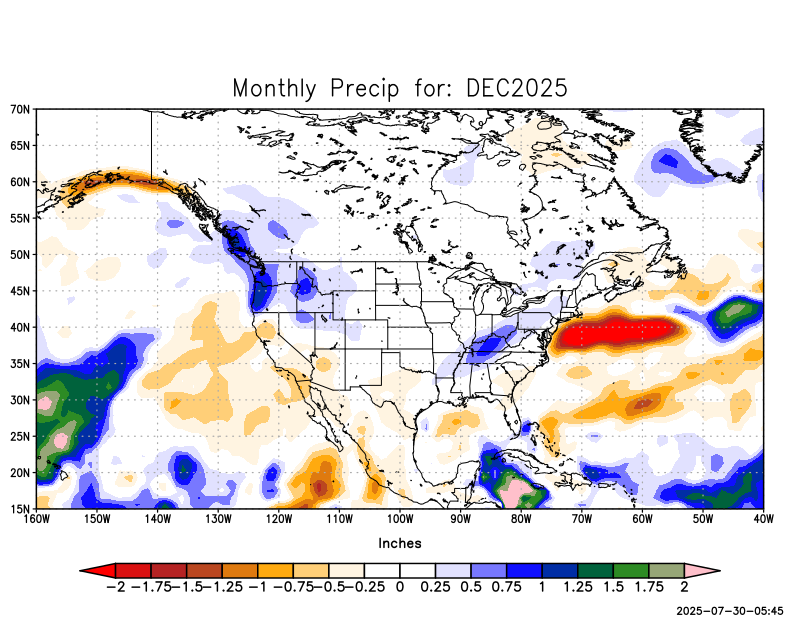 Monthly Precip for: DEC2025
70N
65N
60N
55N
50N
45N
40N
35N
30N
25N
20N
15N
160W 150W 140W 130W 120W 110W 100W 90W 80W 70W 60W 50W 40W
Inches
-2 -1.75 -1.5 -1.25 -1 -0.75 -0.5 -0.25 0 0.25 0.5 0.75 1 1.25 1.5 1.75 2
2025-07-30-05:45